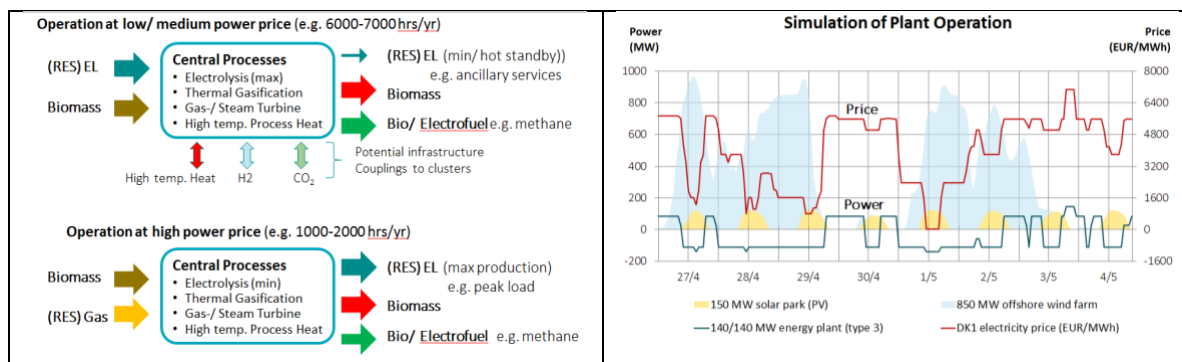 Operation at low/ medium power price (e.g. 6000-7000 hrs/yr)
(RES) EL
Biomass
Central Processes
• Electrolysis (max)
• Thermal Gasification
• Gas-/ Steam Turbine
• High temp. Process Heat
(RES) EL (min/ hot standby))
e.g. ancillary services
Biomass
Bio/ Electrofuel e.g. methane
High temp. Heat
H2
CO2
Potential infrastructure
Couplings to clusters
Operation at high power price (e.g. 1000-2000 hrs/yr)
Biomass
(RES) Gas
Central Processes
• Electrolysis (min)
• Thermal Gasification
• Gas-/ Steam Turbine
• High temp. Process Heat
(RES) EL (max production)
e.g. peak load
Biomass
Bio/ Electrofuel e.g. methane
Simulation of Plant Operation
Power
(MW)
Price
(EUR/MWh)
1000
800
600
400
200
0
-200
8000
6400
4800
3200
1600
0
-1600
Price
Power
27/4 28/4 29/4 30/4 1/5 2/5 3/5 4/5
150 MW solar park (PV)
850 MW offshore wind farm
140/140 MW energy plant (type 3)
DK1 electricity price (EUR/MWh)